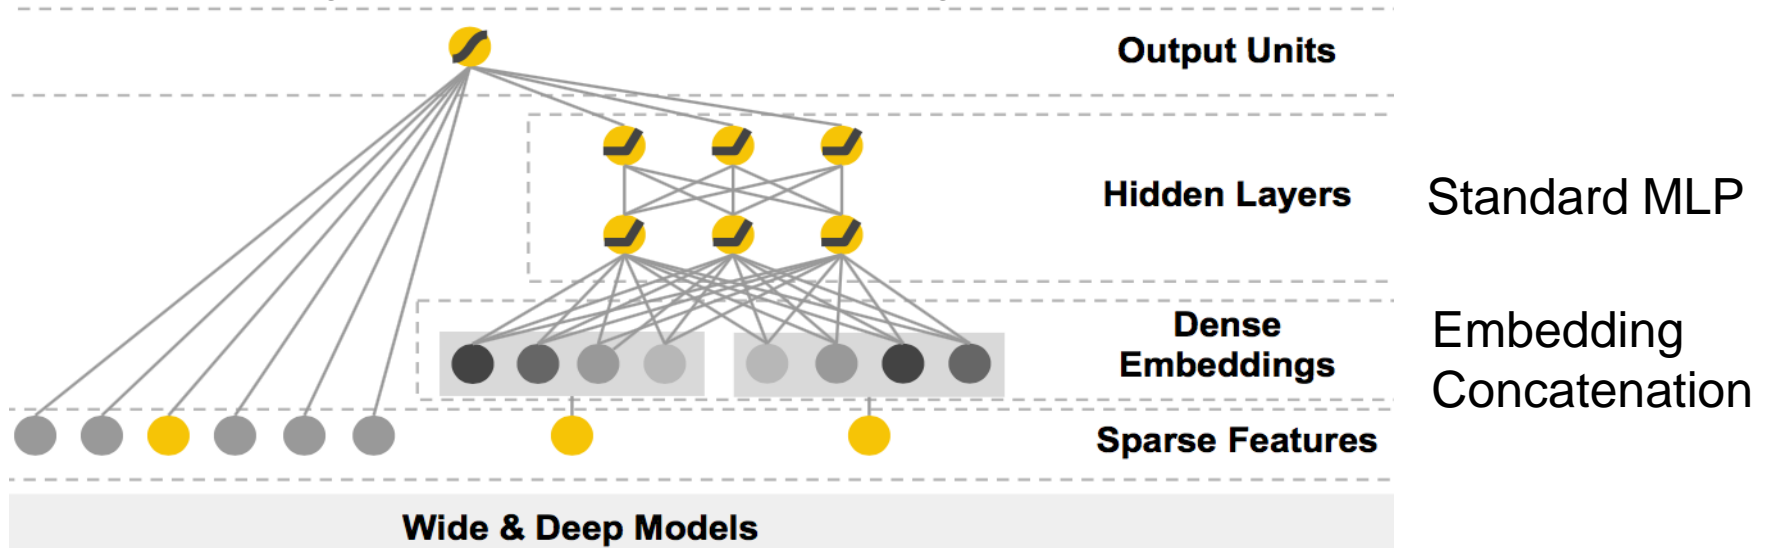 Output Units
Hidden Layers
Standard MLP
Dense
Embeddings
Embedding
Concatenation
Sparse Features
Wide & Deep Models